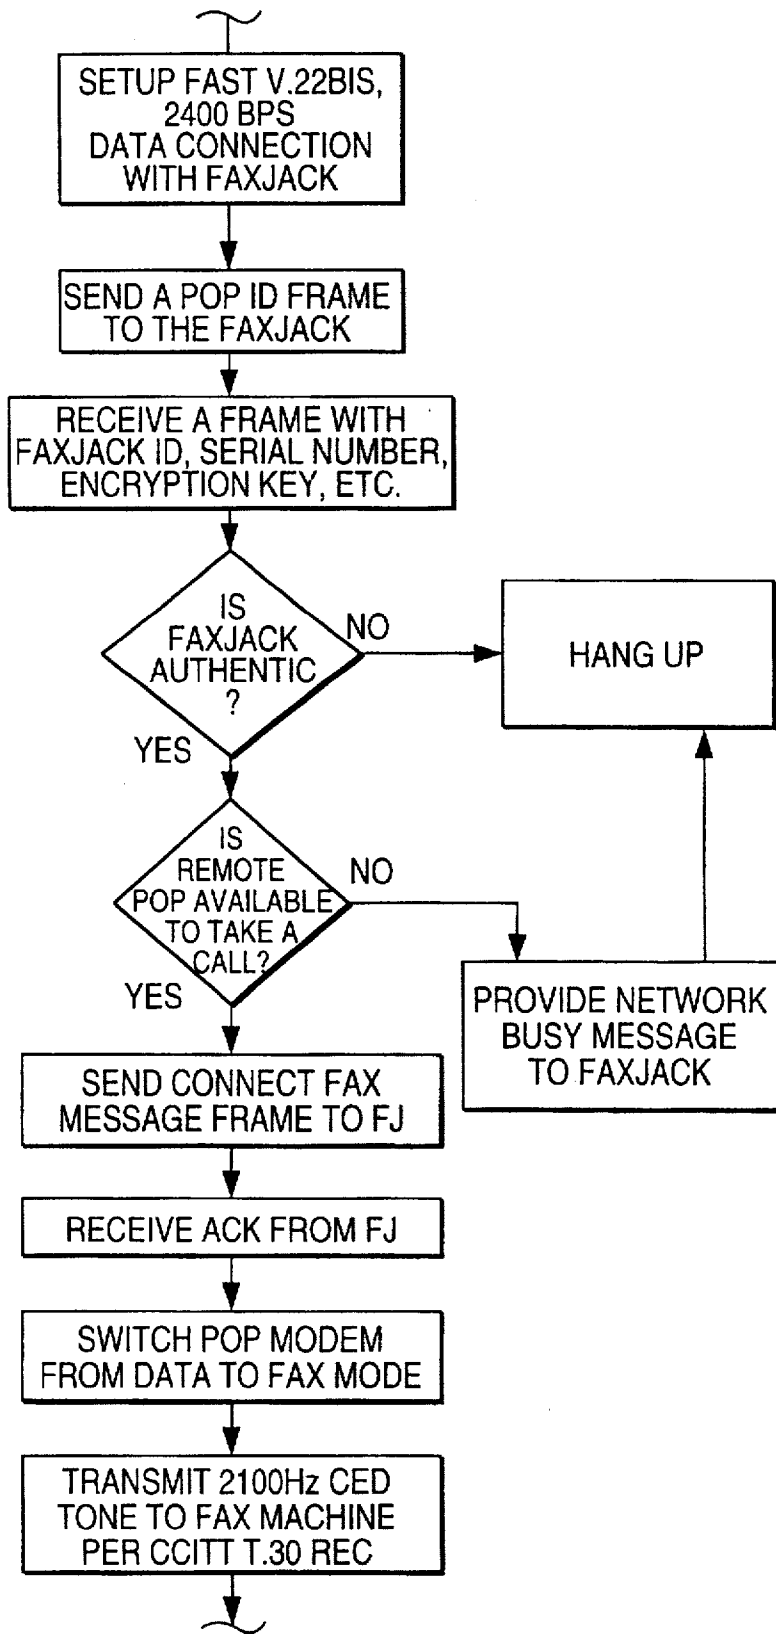 SETUP FAST V.22BIS,
2400 BPS
DATA CONNECTION
WITH FAXJACK
SEND A POP ID FRAME
TO THE FAXJACK
RECEIVE A FRAME WITH
FAXJACK ID, SERIAL NUMBER,
ENCRYPTION KEY, ETC.
IS
FAXJACK
AUTHENTIC
?
NO
HANG UP
YES
IS
REMOTE
POP AVAILABLE
TO TAKE A
CALL?
NO
YES
PROVIDE NETWORK
BUSY MESSAGE
TO FAXJACK
SEND CONNECT FAX
MESSAGE FRAME TO FJ
RECEIVE ACK FROM FJ
SWITCH POP MODEM
FROM DATA TO FAX MODE
TRANSMIT 2100Hz CED
TONE TO FAX MACHINE
PER CCITT T.30 REC